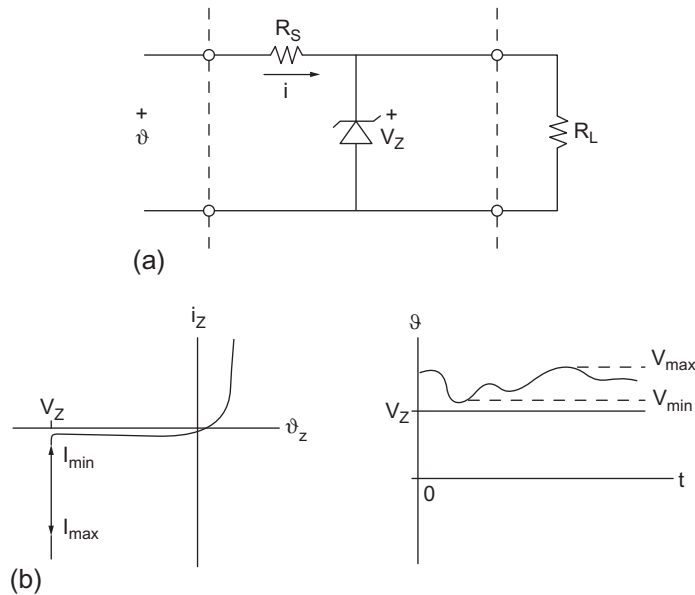 R_S
i
+
ϑ
+
V_Z
R_L
(a)
i_Z
V_Z
ϑ_z
I_min
I_max
(b)
ϑ
V_max
V_min
V_Z
0
t